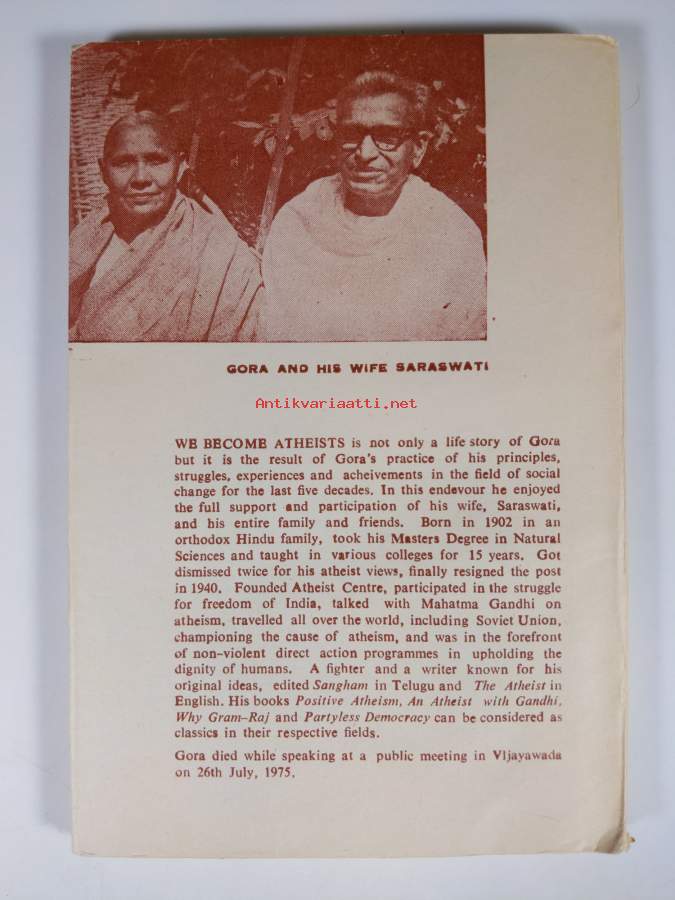 GORA AND HIS WIFE SARASWATI
Antikvariaatti.net
WE BECOME ATHEISTS is not only a life story of Gora
but it is the result of Gora's practice of his principles,
struggles, experiences and acheivements in the field of social
change for the last five decades. In this endevour he enjoyed
the full support and participation of his wife, Saraswati,
and his entire family and friends. Born in 1902 in an
orthodox Hindu family, took his Masters Degree in Natural
Sciences and taught in various colleges for 15 years. Got
dismissed twice for his atheist views, finally resigned the post
in 1940. Founded Atheist Centre, participated in the struggle
for freedom of India, talked with Mahatma Gandhi on
atheism, travelled all over the world, including Soviet Union,
championing the cause of atheism, and was in the forefront
of non-violent direct action programmes in upholding the
dignity of humans. A fighter and a writer known for his
original ideas, edited Sangham in Telugu and The Atheist in
English. His books Positive Atheism, An Atheist with Gandhi,
Why Gram-Raj and Partyless Democracy can be considered as
classics in their respective fields.
Gora died while speaking at a public meeting in Vijayawada
on 26th July, 1975.